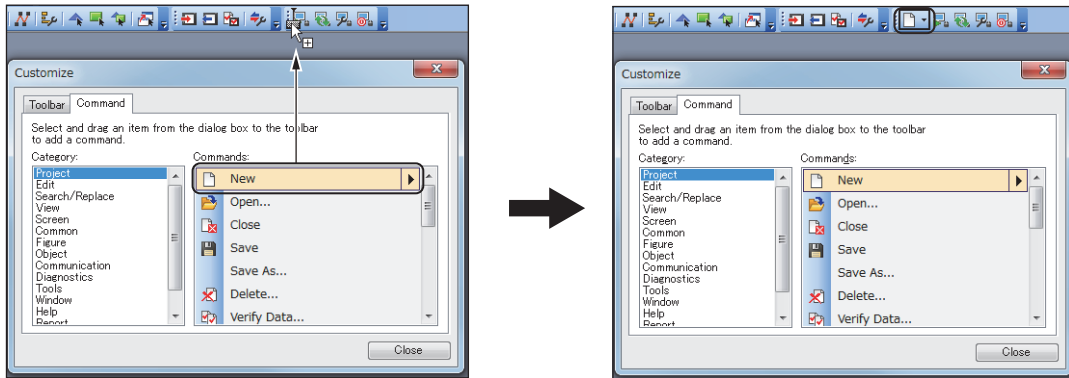 Customize
Toolbar Command
Select and drag an item from the dialog box to the toolbar
to add a command.
Category:
Project
Edit
Search/Replace
View
Screen
Common
Figure
Object
Communication
Diagnostics
Tools
Window
Help
Report
Commands:
New
Open...
Close
Save
Save As...
Delete...
Verify Data...
Close
Customize
Toolbar Command
Select and drag an item from the dialog box to the toolbar
to add a command.
Category:
Project
Edit
Search/Replace
View
Screen
Common
Figure
Object
Communication
Diagnostics
Tools
Window
Help
Report
Commands:
New
Open...
Close
Save
Save As...
Delete...
Verify Data...
Close